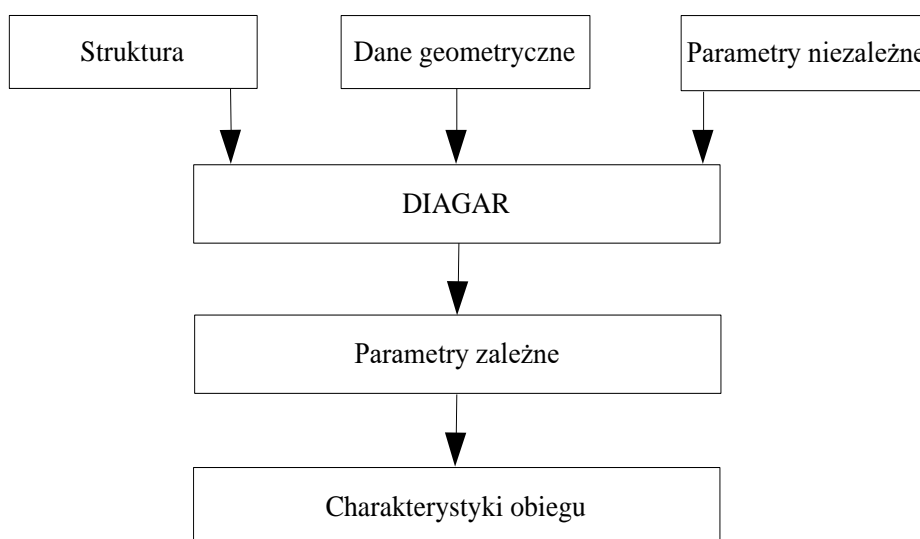 Struktura
Dane geometryczne
Parametry niezależne
DIAGAR
Parametry zależne
Charakterystyki obiegu